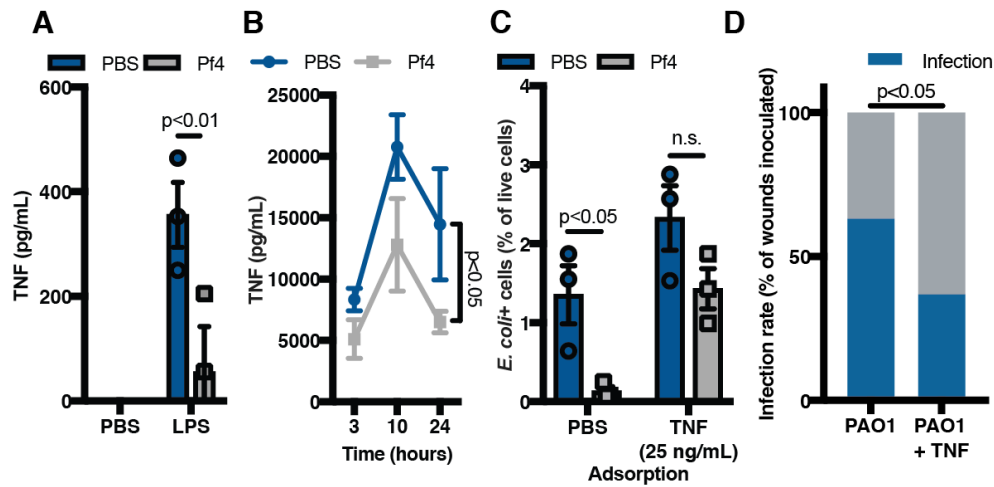 A
PBS Pf4
600
400
200
0
TNF (pg/mL)
p<0.01
PBS LPS
B
PBS Pf4
25000
20000
15000
10000
5000
0
TNF (pg/mL)
p<0.05
3 10 24
Time (hours)
C
PBS Pf4
4
3
2
1
0
E. coli+ cells (% of live cells)
p<0.05
n.s.
PBS TNF
(25 ng/mL)
Adsorption
D
Infection
100
50
0
Infection rate (% of wounds inoculated)
p<0.05
PAO1 PAO1
+ TNF